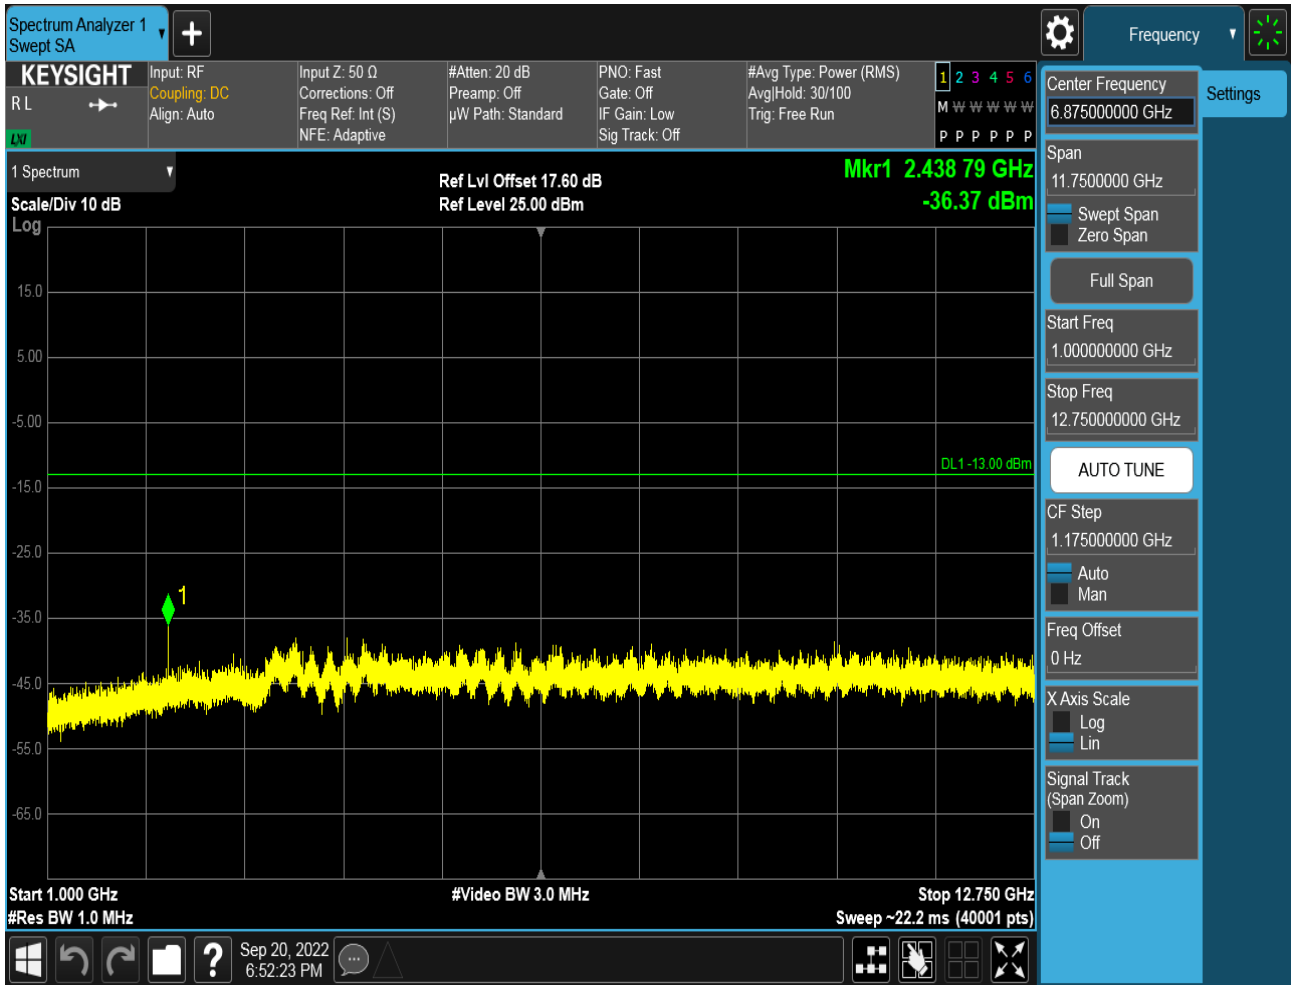 Spectrum Analyzer 1
Swept SA
Frequency
KEYSIGHT
R L
LXI
Input: RF
Coupling: DC
Align: Auto
Input Z: 50 Ω
Corrections: Off
Freq Ref: Int (S)
NFE: Adaptive
#Atten: 20 dB
Preamp: Off
µW Path: Standard
PNO: Fast
Gate: Off
IF Gain: Low
Sig Track: Off
#Avg Type: Power (RMS)
Avg|Hold: 30/100
Trig: Free Run
1 2 3 4 5 6
M W W W W W
P P P P P P
1 Spectrum
Scale/Div 10 dB
Log
Ref Lvl Offset 17.60 dB
Ref Level 25.00 dBm
Mkr1 2.438 79 GHz
-36.37 dBm
15.0
5.00
-5.00
-15.0
-25.0
-35.0
-45.0
-55.0
-65.0
DL1 -13.00 dBm
1
Start 1.000 GHz
#Res BW 1.0 MHz
#Video BW 3.0 MHz
Stop 12.750 GHz
Sweep ~22.2 ms (40001 pts)
Center Frequency
6.875000000 GHz
Settings
Span
11.7500000 GHz
Swept Span
Zero Span
Full Span
Start Freq
1.000000000 GHz
Stop Freq
12.750000000 GHz
AUTO TUNE
CF Step
1.175000000 GHz
Auto
Man
Freq Offset
0 Hz
X Axis Scale
Log
Lin
Signal Track
(Span Zoom)
On
Off
?
Sep 20, 2022
6:52:23 PM